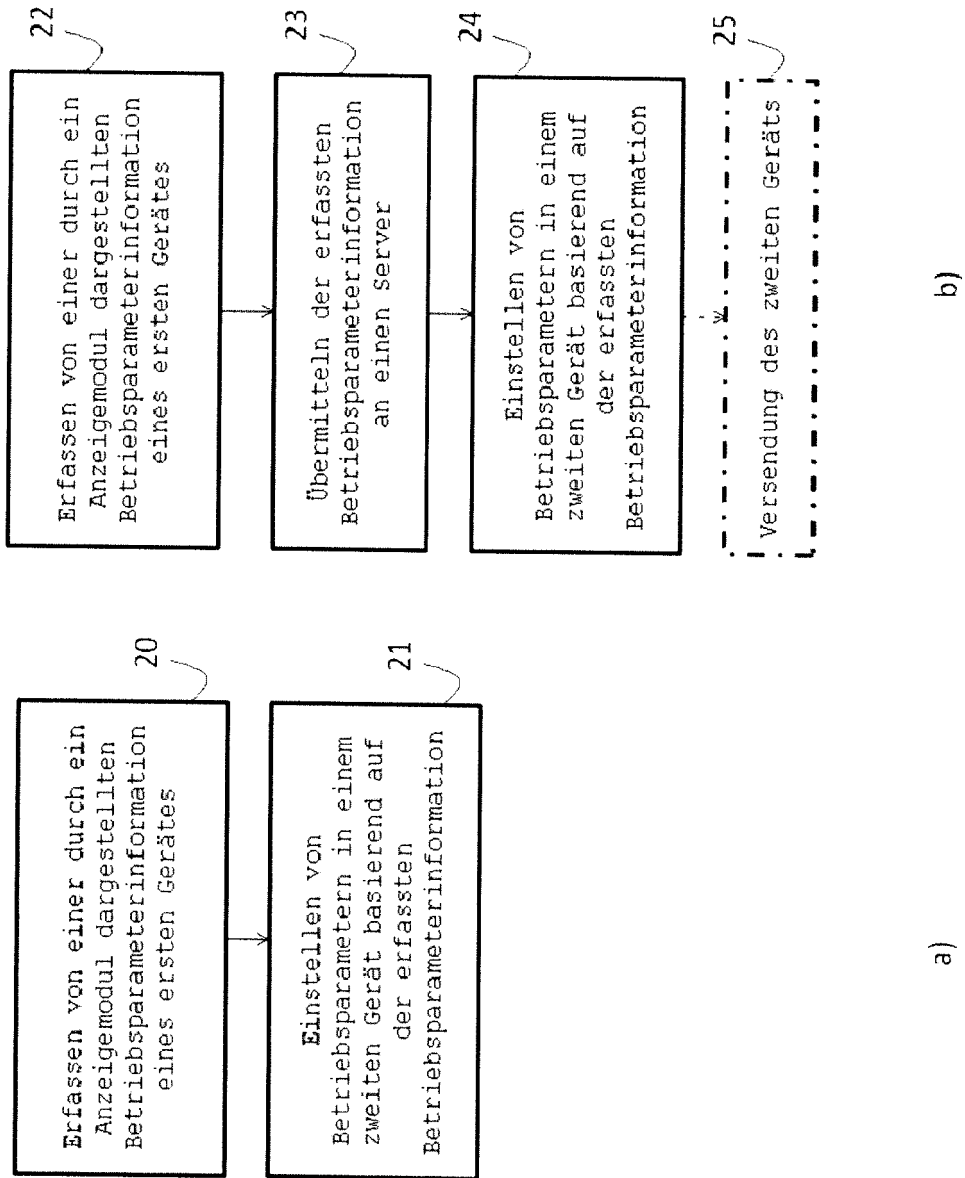 20
Erfassen von einer durch ein
Anzeigemodul dargestellten
Betriebsparameterinformation
eines ersten Gerätes
21
Einstellen von
Betriebsparametern in einem
zweiten Gerät basierend auf
der erfassten
Betriebsparameterinformation
a)
22
Erfassen von einer durch ein
Anzeigemodul dargestellten
Betriebsparameterinformation
eines ersten Gerätes
23
Übermitteln der erfassten
Betriebsparameterinformation
an einen Server
24
Einstellen von
Betriebsparametern in einem
zweiten Gerät basierend auf
der erfassten
Betriebsparameterinformation
25
Versendung des zweiten Geräts
b)